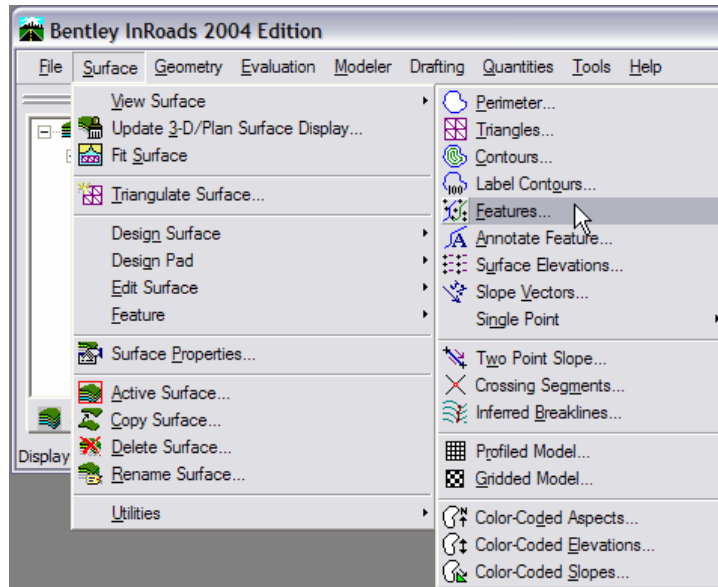 Bentley InRoads 2004 Edition
File Surface Geometry Evaluation Modeler Drafting Quantities Tools Help
View Surface
Update 3-D/Plan Surface Display...
Fit Surface
Triangulate Surface...
Design Surface
Design Pad
Edit Surface
Feature
Surface Properties...
Active Surface...
Copy Surface...
Delete Surface...
Rename Surface...
Utilities
Display
Perimeter...
Triangles...
Contours...
100
Label Contours...
Features...
A
Annotate Feature...
Surface Elevations...
Slope Vectors...
Single Point
Two Point Slope...
Crossing Segments...
Inferred Breaklines...
Profiled Model...
Gridded Model...
N
Color-Coded Aspects...
Color-Coded Elevations...
Color-Coded Slopes...